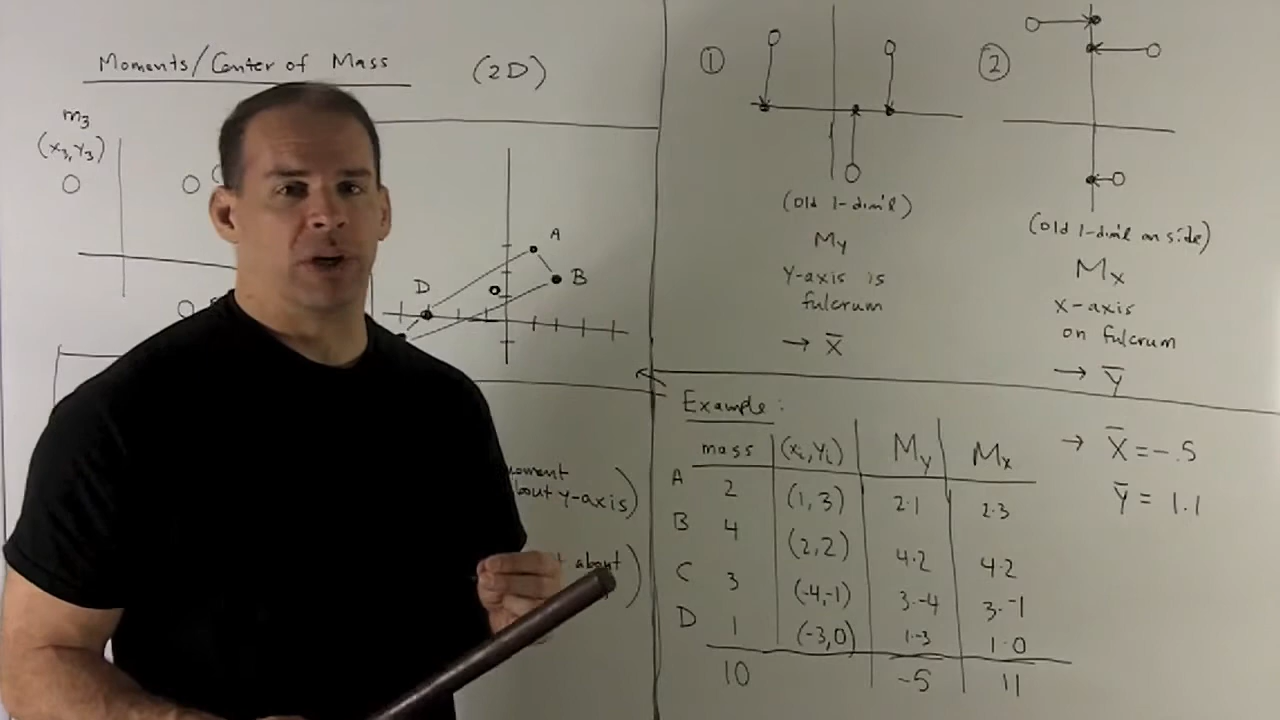 Moments/Center of Mass (2D)
m₃
(x₃,y₃)
A
B
D
moment
about y-axis)
about
①
(Old 1-dim'l)
My
Y-axis is
fulcrum
→ X̄
②
(Old 1-dim'l on side)
Mx
x-axis
on fulcrum
→ Y̅
Example:
mass (xᵢ,yᵢ) My Mx
A 2 (1,3) 2·1 2·3
B 4 (2,2) 4·2 4·2
C 3 (-4,-1) 3·-4 3·-1
D 1 (-3,0) 1·-3 1·0
10 -5 11
→ X̄ = -.5
Y̅ = 1.1